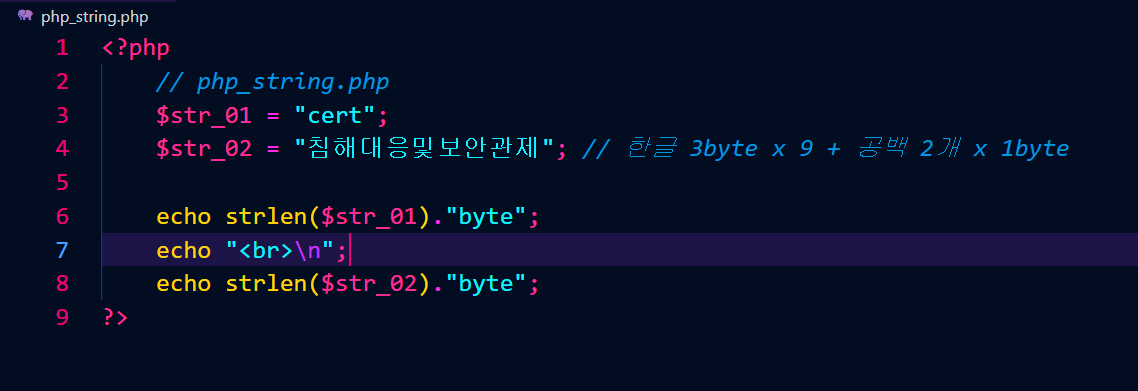 php_string.php
1 <?php
2 // php_string.php
3 $str_01 = "cert";
4 $str_02 = "침해대응및보안관제"; // 한글 3byte x 9 + 공백 2개 x 1byte
5
6 echo strlen($str_01)."byte";
7 echo "<br>\n";
8 echo strlen($str_02)."byte";
9 ?>